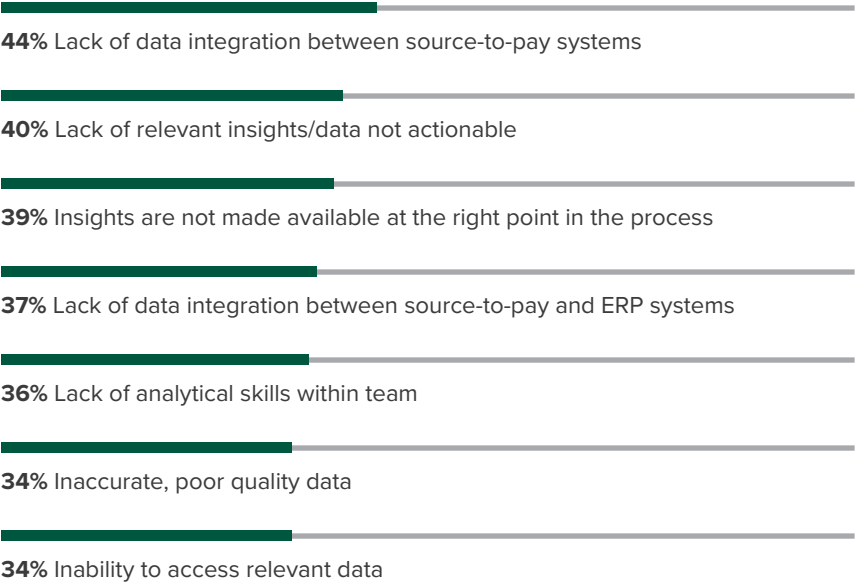 44% Lack of data integration between source-to-pay systems
40% Lack of relevant insights/data not actionable
39% Insights are not made available at the right point in the process
37% Lack of data integration between source-to-pay and ERP systems
36% Lack of analytical skills within team
34% Inaccurate, poor quality data
34% Inability to access relevant data